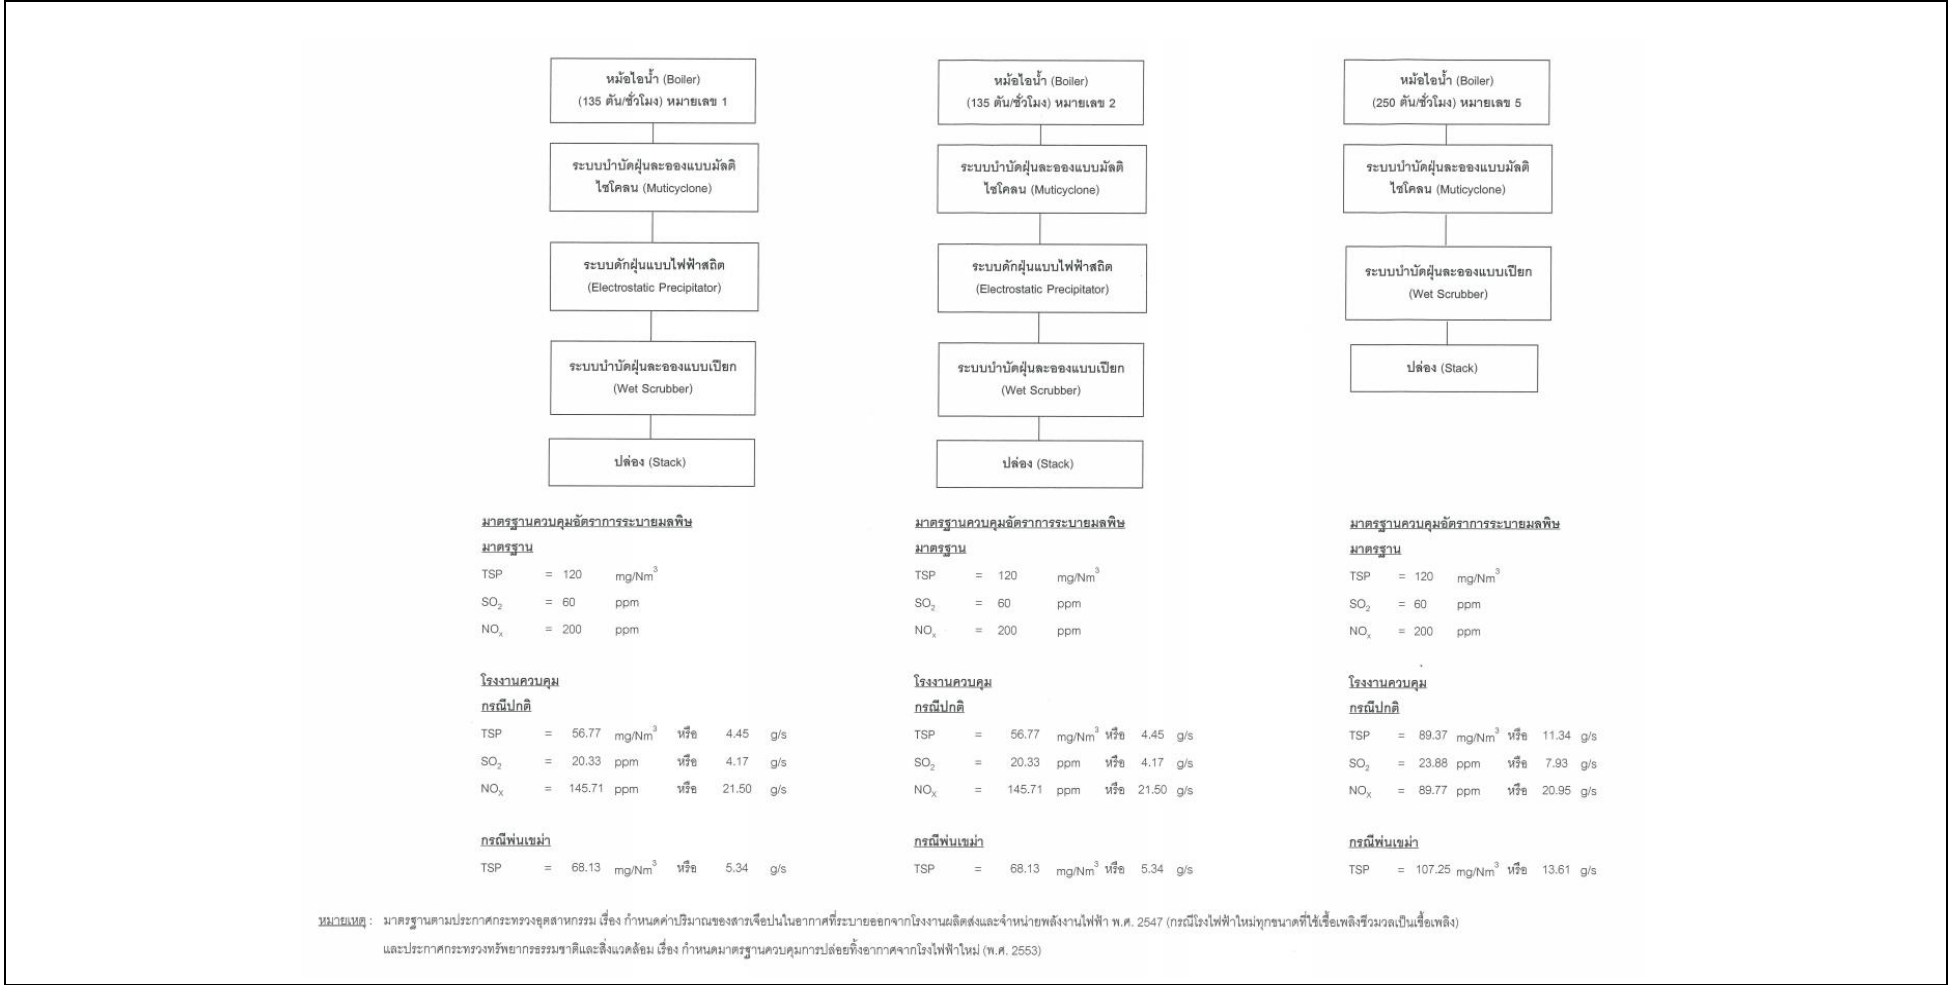 หม้อไอน้ำ (Boiler)
(135 ตัน/ชั่วโมง) หมายเลข 1
ระบบบำบัดฝุ่นละอองแบบมัลติ
ไซโคลน (Muticyclone)
ระบบดักฝุ่นแบบไฟฟ้าสถิต
(Electrostatic Precipitator)
ระบบบำบัดฝุ่นละอองแบบเปียก
(Wet Scrubber)
ปล่อง (Stack)
มาตรฐานควบคุมอัตราการระบายมลพิษ
มาตรฐาน
TSP = 120 mg/Nm³
SO₂ = 60 ppm
NOₓ = 200 ppm
โรงงานควบคุม
กรณีปกติ
TSP = 56.77 mg/Nm³ หรือ 4.45 g/s
SO₂ = 20.33 ppm หรือ 4.17 g/s
NOₓ = 145.71 ppm หรือ 21.50 g/s
กรณีพ่นเขม่า
TSP = 68.13 mg/Nm³ หรือ 5.34 g/s
หม้อไอน้ำ (Boiler)
(135 ตัน/ชั่วโมง) หมายเลข 2
ระบบบำบัดฝุ่นละอองแบบมัลติ
ไซโคลน (Muticyclone)
ระบบดักฝุ่นแบบไฟฟ้าสถิต
(Electrostatic Precipitator)
ระบบบำบัดฝุ่นละอองแบบเปียก
(Wet Scrubber)
ปล่อง (Stack)
มาตรฐานควบคุมอัตราการระบายมลพิษ
มาตรฐาน
TSP = 120 mg/Nm³
SO₂ = 60 ppm
NOₓ = 200 ppm
โรงงานควบคุม
กรณีปกติ
TSP = 56.77 mg/Nm³ หรือ 4.45 g/s
SO₂ = 20.33 ppm หรือ 4.17 g/s
NOₓ = 145.71 ppm หรือ 21.50 g/s
กรณีพ่นเขม่า
TSP = 68.13 mg/Nm³ หรือ 5.34 g/s
หม้อไอน้ำ (Boiler)
(250 ตัน/ชั่วโมง) หมายเลข 5
ระบบบำบัดฝุ่นละอองแบบมัลติ
ไซโคลน (Muticyclone)
ระบบบำบัดฝุ่นละอองแบบเปียก
(Wet Scrubber)
ปล่อง (Stack)
มาตรฐานควบคุมอัตราการระบายมลพิษ
มาตรฐาน
TSP = 120 mg/Nm³
SO₂ = 60 ppm
NOₓ = 200 ppm
โรงงานควบคุม
กรณีปกติ
TSP = 89.37 mg/Nm³ หรือ 11.34 g/s
SO₂ = 23.88 ppm หรือ 7.93 g/s
NOₓ = 89.77 ppm หรือ 20.95 g/s
กรณีพ่นเขม่า
TSP = 107.25 mg/Nm³ หรือ 13.61 g/s
หมายเหตุ : มาตรฐานตามประกาศกระทรวงอุตสาหกรรม เรื่อง กำหนดค่าปริมาณของสารเจือปนในอากาศที่ระบายออกจากโรงงานผลิตส่งและจำหน่ายพลังงานไฟฟ้า พ.ศ. 2547 (กรณีโรงไฟฟ้าใหม่ทุกขนาดที่ใช้เชื้อเพลิงชีวมวลเป็นเชื้อเพลิง)
และประกาศกระทรวงทรัพยากรธรรมชาติและสิ่งแวดล้อม เรื่อง กำหนดมาตรฐานควบคุมการปล่อยทิ้งอากาศจากโรงไฟฟ้าใหม่ (พ.ศ. 2553)